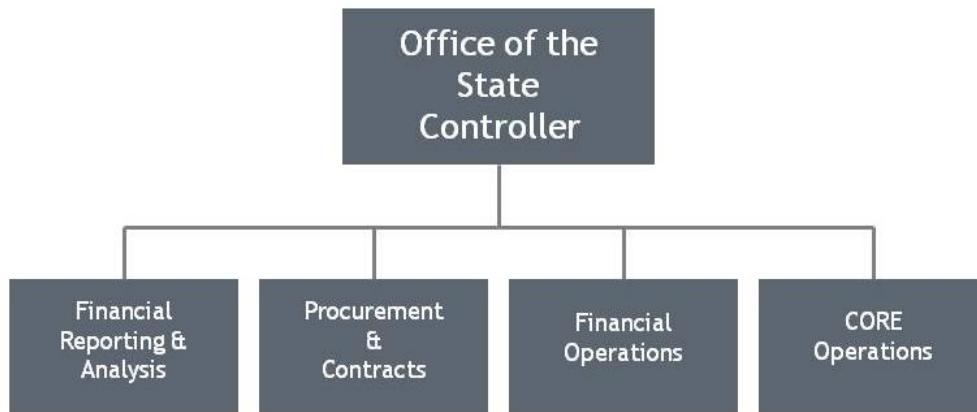 Office of the
State
Controller
Financial
Reporting &
Analysis
Procurement
&
Contracts
Financial
Operations
CORE
Operations